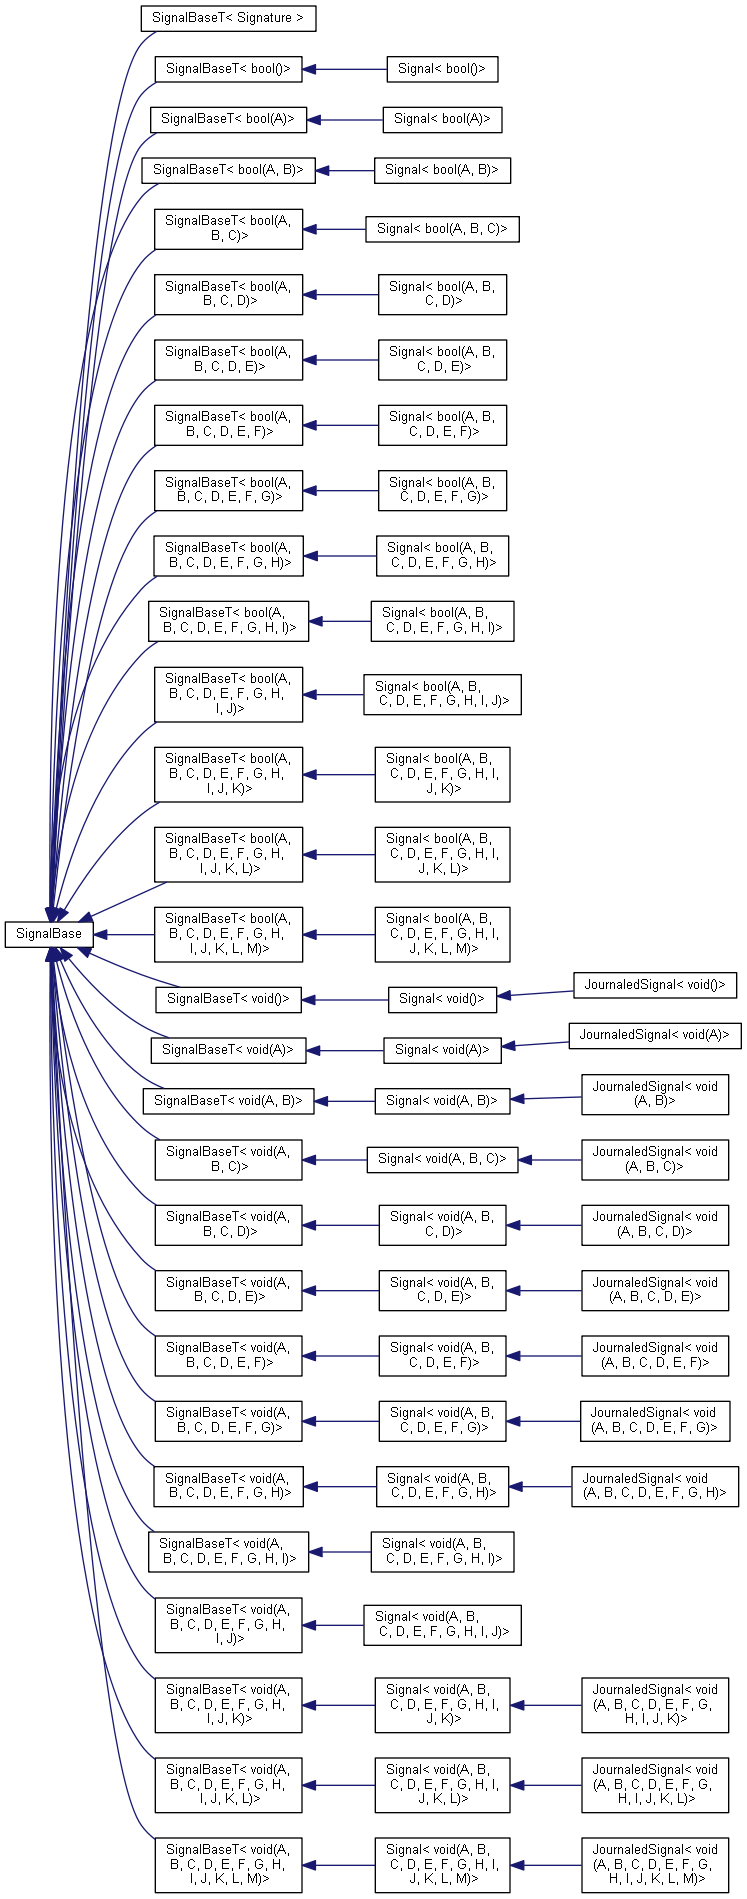 SignalBaseT< Signature >
SignalBaseT< bool()>
Signal< bool()>
SignalBaseT< bool(A)>
Signal< bool(A)>
SignalBaseT< bool(A, B)>
Signal< bool(A, B)>
SignalBaseT< bool(A,
B, C)>
Signal< bool(A, B, C)>
SignalBaseT< bool(A,
B, C, D)>
Signal< bool(A, B,
C, D)>
SignalBaseT< bool(A,
B, C, D, E)>
Signal< bool(A, B,
C, D, E)>
SignalBaseT< bool(A,
B, C, D, E, F)>
Signal< bool(A, B,
C, D, E, F)>
SignalBaseT< bool(A,
B, C, D, E, F, G)>
Signal< bool(A, B,
C, D, E, F, G)>
SignalBaseT< bool(A,
B, C, D, E, F, G, H)>
Signal< bool(A, B,
C, D, E, F, G, H)>
SignalBaseT< bool(A,
B, C, D, E, F, G, H, I)>
Signal< bool(A, B,
C, D, E, F, G, H, I)>
SignalBaseT< bool(A,
B, C, D, E, F, G, H,
I, J)>
Signal< bool(A, B,
C, D, E, F, G, H, I, J)>
SignalBaseT< bool(A,
B, C, D, E, F, G, H,
I, J, K)>
Signal< bool(A, B,
C, D, E, F, G, H, I,
J, K)>
SignalBaseT< bool(A,
B, C, D, E, F, G, H,
I, J, K, L)>
Signal< bool(A, B,
C, D, E, F, G, H, I,
J, K, L)>
SignalBase
SignalBaseT< bool(A,
B, C, D, E, F, G, H,
I, J, K, L, M)>
Signal< bool(A, B,
C, D, E, F, G, H, I,
J, K, L, M)>
SignalBaseT< void()>
Signal< void()>
JournaledSignal< void()>
SignalBaseT< void(A)>
Signal< void(A)>
JournaledSignal< void(A)>
SignalBaseT< void(A, B)>
Signal< void(A, B)>
JournaledSignal< void
(A, B)>
SignalBaseT< void(A,
B, C)>
Signal< void(A, B, C)>
JournaledSignal< void
(A, B, C)>
SignalBaseT< void(A,
B, C, D)>
Signal< void(A, B,
C, D)>
JournaledSignal< void
(A, B, C, D)>
SignalBaseT< void(A,
B, C, D, E)>
Signal< void(A, B,
C, D, E)>
JournaledSignal< void
(A, B, C, D, E)>
SignalBaseT< void(A,
B, C, D, E, F)>
Signal< void(A, B,
C, D, E, F)>
JournaledSignal< void
(A, B, C, D, E, F)>
SignalBaseT< void(A,
B, C, D, E, F, G)>
Signal< void(A, B,
C, D, E, F, G)>
JournaledSignal< void
(A, B, C, D, E, F, G)>
SignalBaseT< void(A,
B, C, D, E, F, G, H)>
Signal< void(A, B,
C, D, E, F, G, H)>
JournaledSignal< void
(A, B, C, D, E, F, G, H)>
SignalBaseT< void(A,
B, C, D, E, F, G, H, I)>
Signal< void(A, B,
C, D, E, F, G, H, I)>
SignalBaseT< void(A,
B, C, D, E, F, G, H,
I, J)>
Signal< void(A, B,
C, D, E, F, G, H, I, J)>
SignalBaseT< void(A,
B, C, D, E, F, G, H,
I, J, K)>
Signal< void(A, B,
C, D, E, F, G, H, I,
J, K)>
JournaledSignal< void
(A, B, C, D, E, F, G,
H, I, J, K)>
SignalBaseT< void(A,
B, C, D, E, F, G, H,
I, J, K, L)>
Signal< void(A, B,
C, D, E, F, G, H, I,
J, K, L)>
JournaledSignal< void
(A, B, C, D, E, F, G,
H, I, J, K, L)>
SignalBaseT< void(A,
B, C, D, E, F, G, H,
I, J, K, L, M)>
Signal< void(A, B,
C, D, E, F, G, H, I,
J, K, L, M)>
JournaledSignal< void
(A, B, C, D, E, F, G,
H, I, J, K, L, M)>